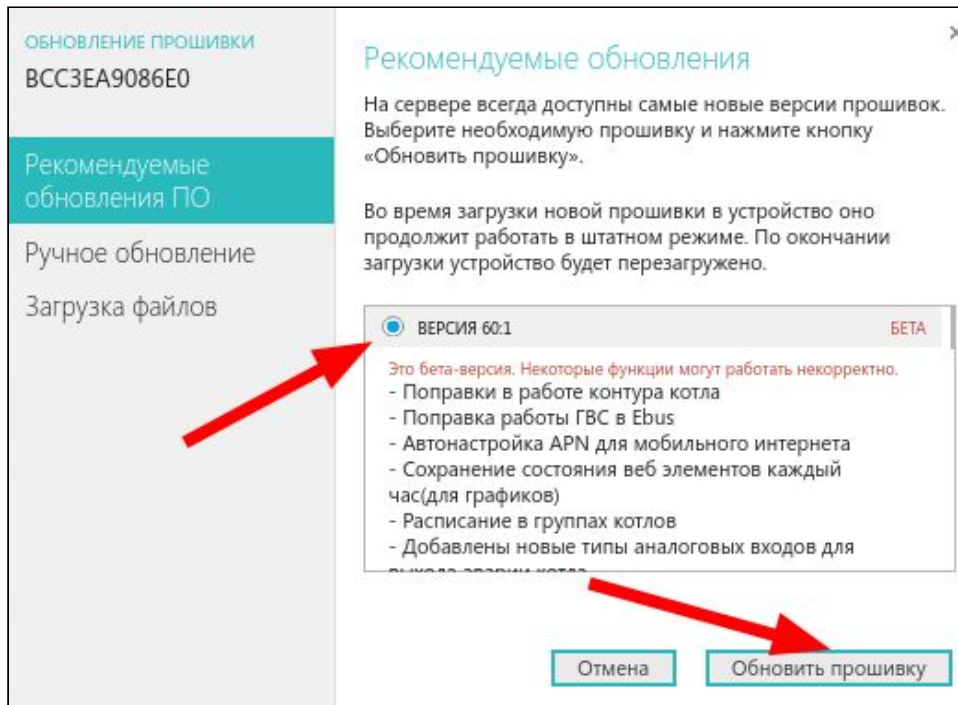 ОБНОВЛЕНИЕ ПРОШИВКИ
BCC3EA9086E0
Рекомендуемые
обновления ПО
Ручное обновление
Загрузка файлов
Рекомендуемые обновления
На сервере всегда доступны самые новые версии прошивок.
Выберите необходимую прошивку и нажмите кнопку
«Обновить прошивку».
Во время загрузки новой прошивки в устройство оно
продолжит работать в штатном режиме. По окончании
загрузки устройство будет перезагружено.
ВЕРСИЯ 60:1 БЕТА
Это бета-версия. Некоторые функции могут работать некорректно.
- Поправки в работе контура котла
- Поправка работы ГВС в Ebus
- Автонастройка APN для мобильного интернета
- Сохранение состояния веб элементов каждый
час(для графиков)
- Расписание в группах котлов
- Добавлены новые типы аналоговых входов для
выхода аварии котла
Отмена
Обновить прошивку